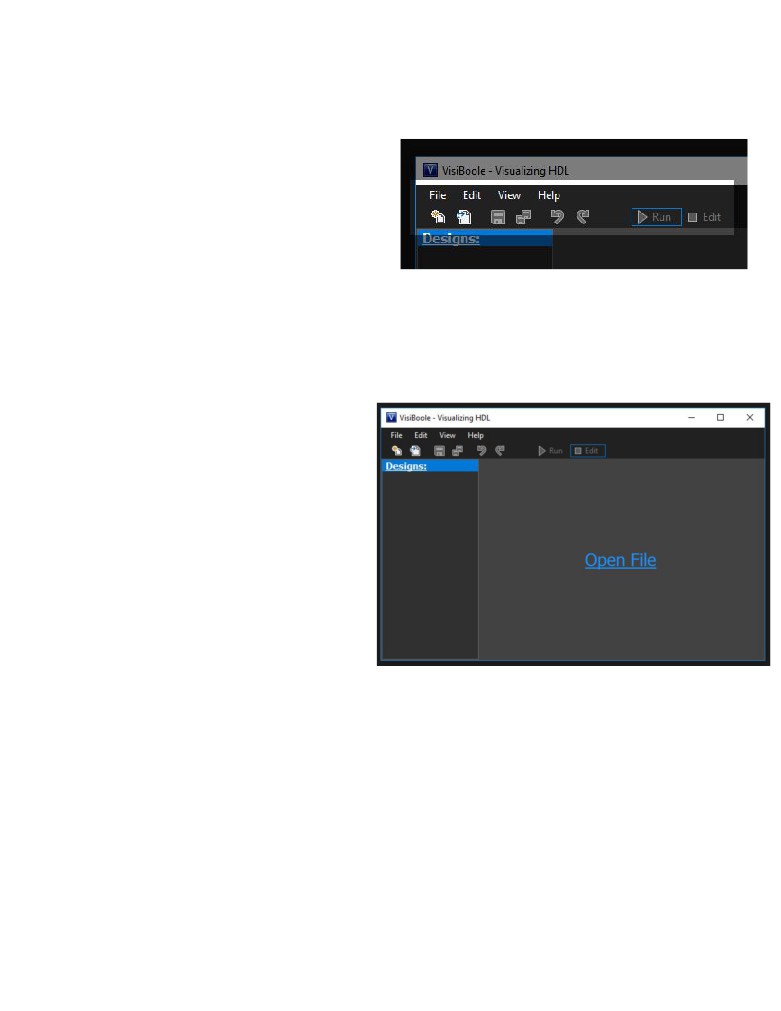 VisiBoole - Visualizing HDL
File Edit View Help
Run Edit
Designs:
VisiBoole - Visualizing HDL
File Edit View Help
Run Edit
Designs:
Open File